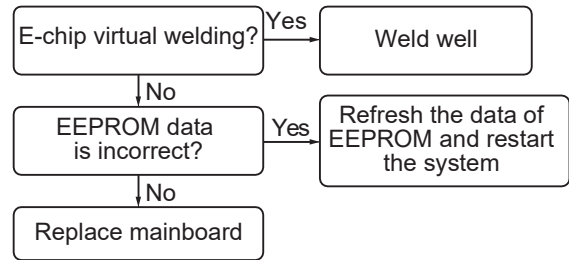 E-chip virtual welding?
Yes
Weld well
No
EEPROM data
is incorrect?
Yes
Refresh the data of
EEPROM and restart
the system
No
Replace mainboard